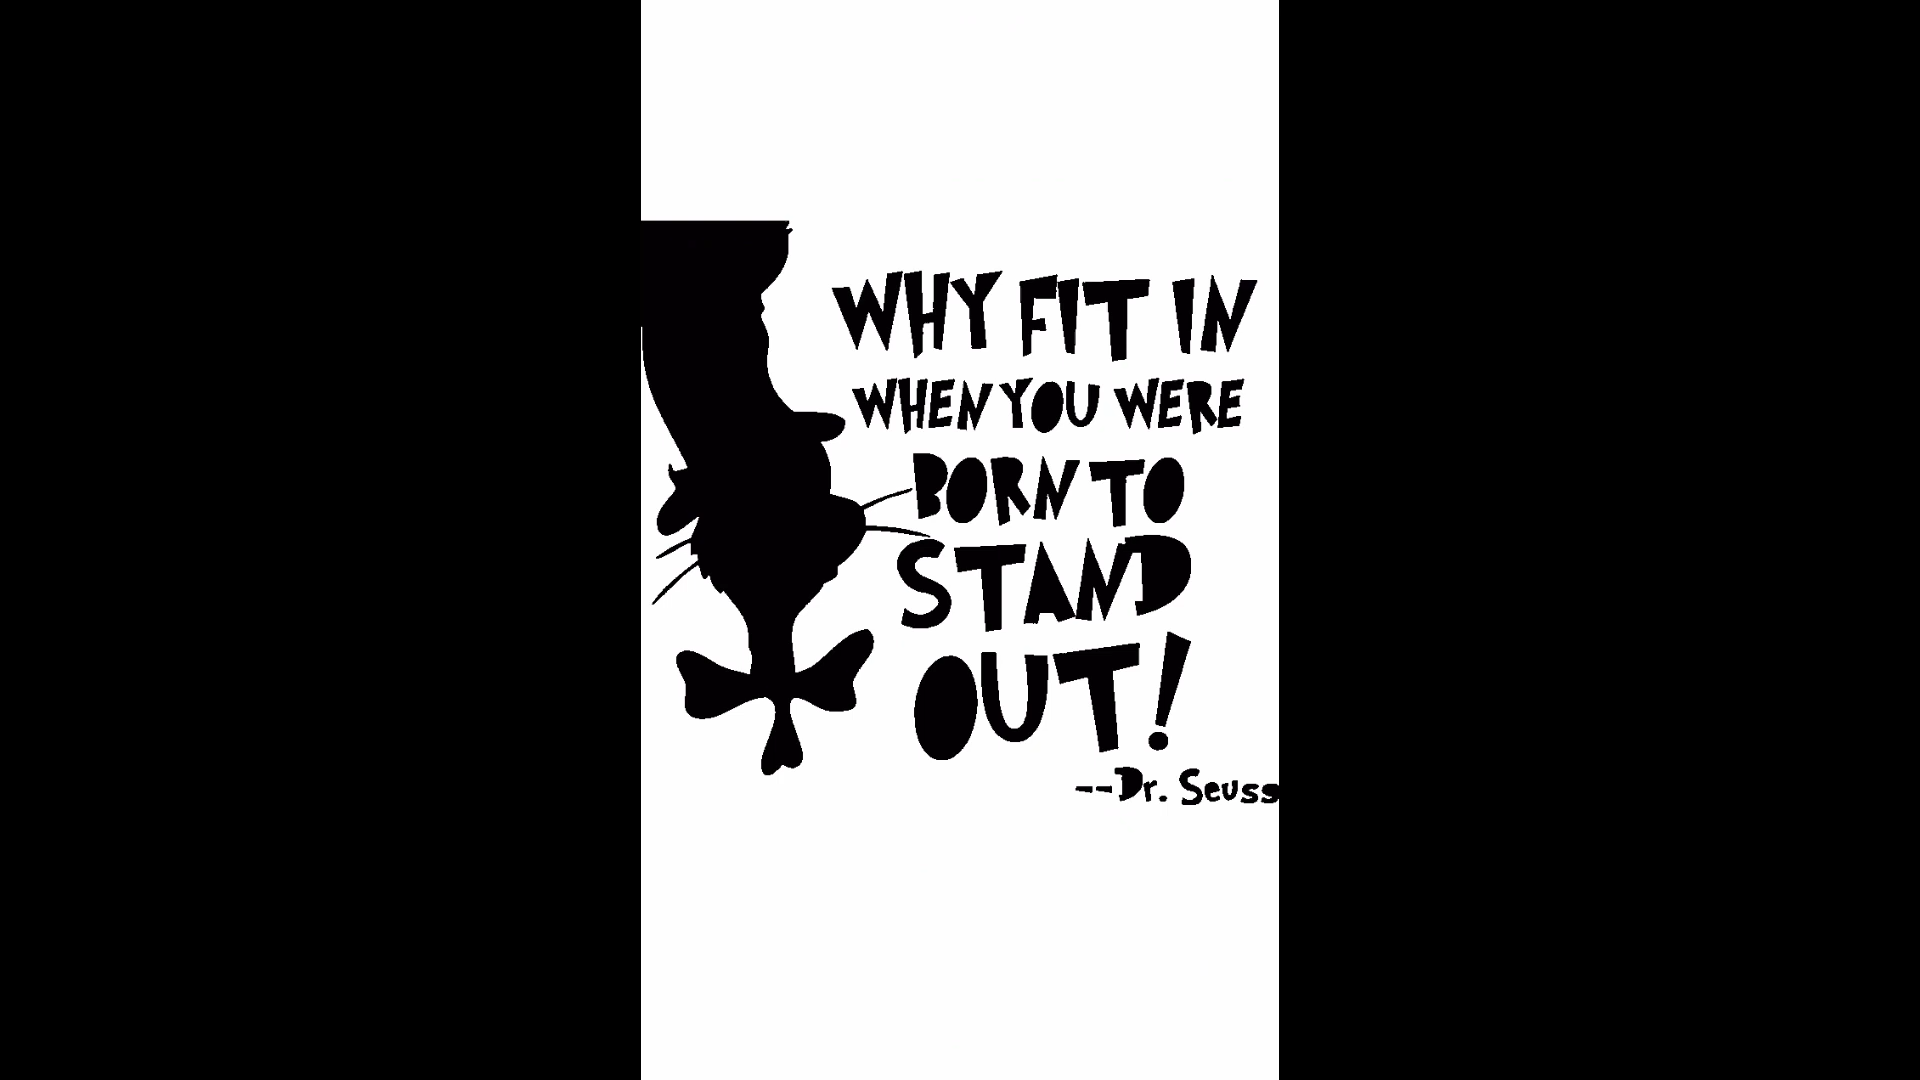 WHY FIT IN
WHEN YOU WERE
BORN TO
STAND
OUT!
--Dr. Seuss